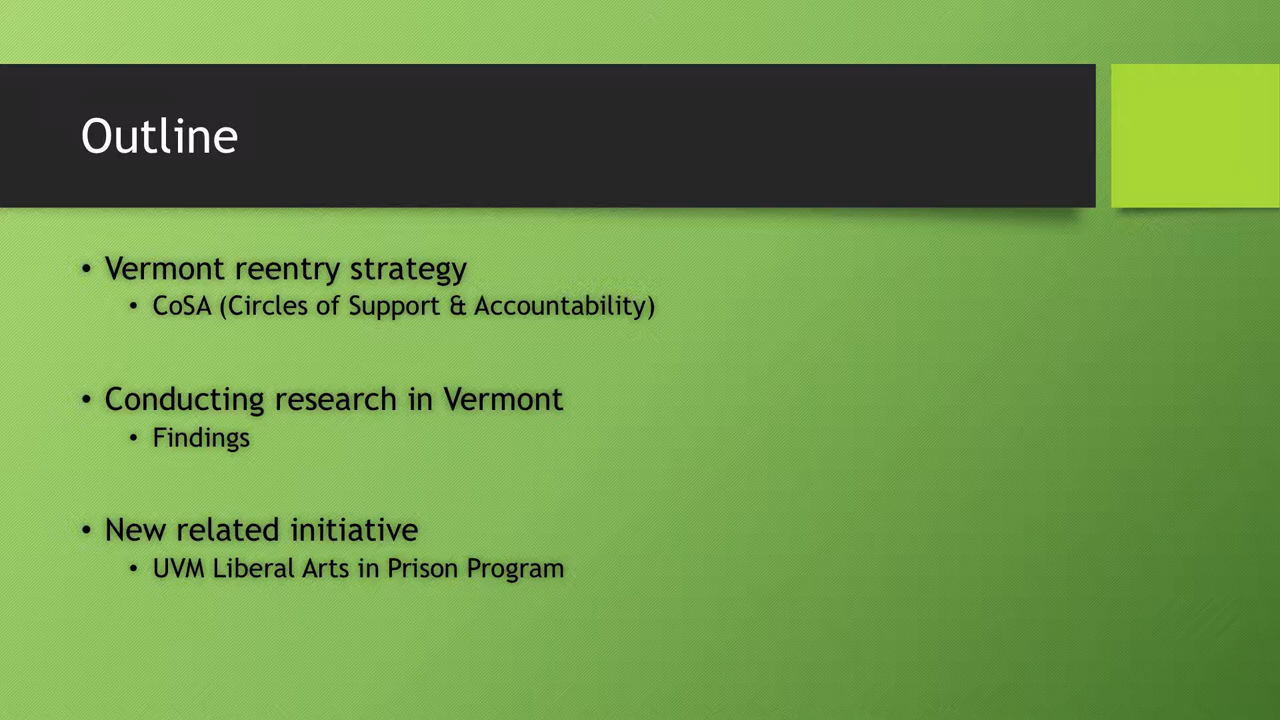 Outline
• Vermont reentry strategy
• CoSA (Circles of Support & Accountability)
• Conducting research in Vermont
• Findings
• New related initiative
• UVM Liberal Arts in Prison Program